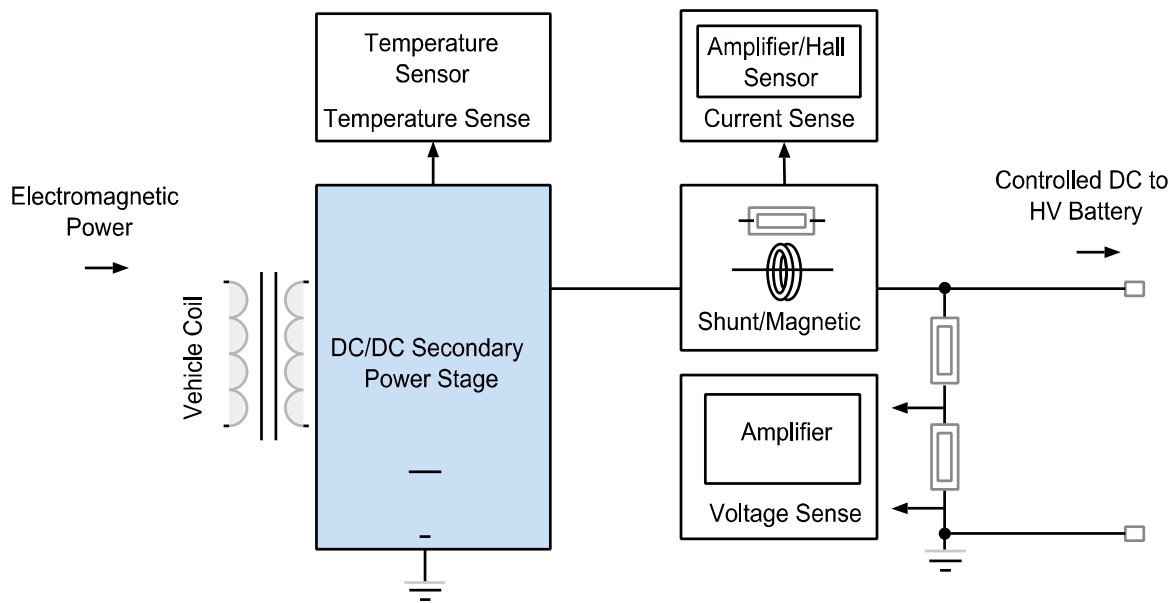 Temperature
Sensor
Temperature Sense
Amplifier/Hall
Sensor
Current Sense
Electromagnetic
Power
Controlled DC to
HV Battery
Vehicle Coil
DC/DC Secondary
Power Stage
Shunt/Magnetic
Amplifier
Voltage Sense